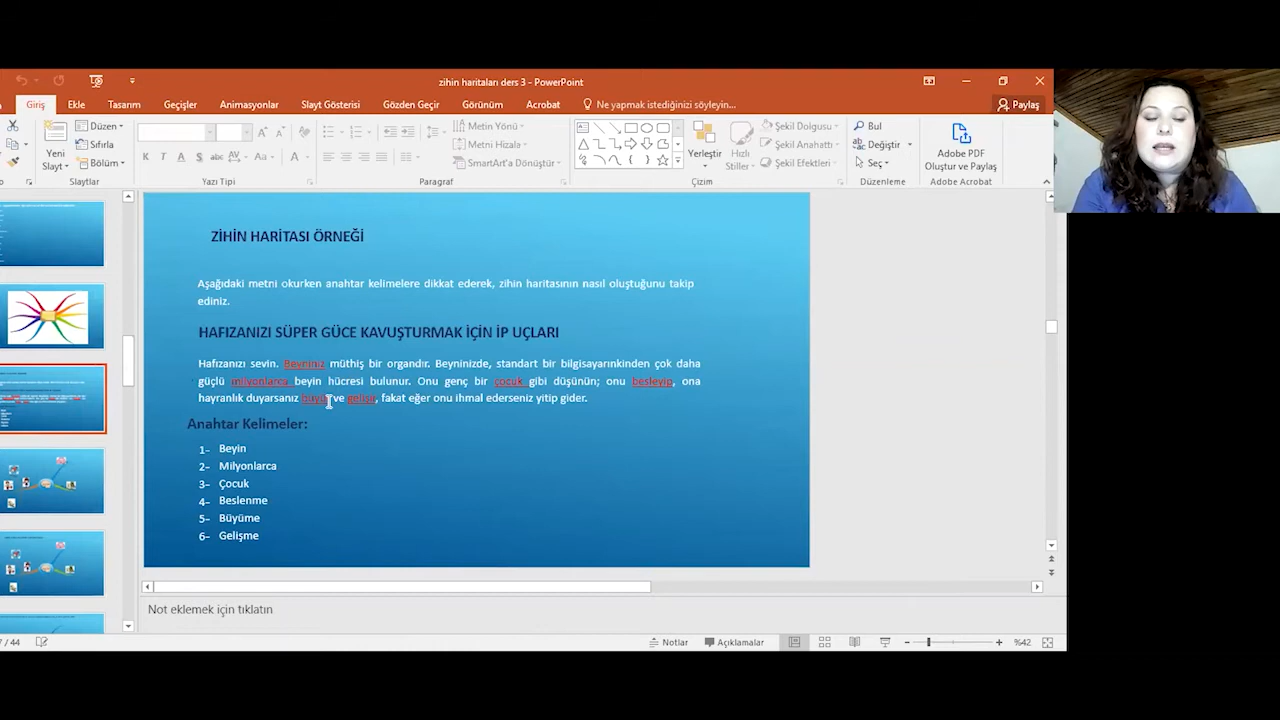 zihin haritaları ders 3 - PowerPoint
Giriş Ekle Tasarım Geçişler Animasyonlar Slayt Gösterisi Gözden Geçir Görünüm Acrobat Ne yapmak istediğinizi söyleyin... Paylaş
Yeni Slayt
Düzen
Sıfırla
Bölüm
Slaytlar
K T A S abc AV Aa A
Yazı Tipi
Metin Yönü
Metin Hizala
SmartArt'a Dönüştür
Paragraf
Yerleştir
Hızlı Stiller
Şekil Dolgusu
Şekil Anahattı
Şekil Efektleri
Çizim
Bul
Değiştir
Seç
Düzenleme
Adobe PDF
Oluştur ve Paylaş
Adobe Acrobat
ZİHİN HARİTASI ÖRNEĞİ
Aşağıdaki metni okurken anahtar kelimelere dikkat ederek, zihin haritasının nasıl oluştuğunu takip
ediniz.
HAFIZANIZI SÜPER GÜCE KAVUŞTURMAK İÇİN İP UÇLARI
Hafızanızı sevin. Beyniniz müthiş bir organdır. Beyninizde, standart bir bilgisayarınkinden çok daha
güçlü milyonlarca beyin hücresi bulunur. Onu genç bir çocuk gibi düşünün; onu besleyip, ona
hayranlık duyarsanız büyür ve gelişir, fakat eğer onu ihmal ederseniz yitip gider.
Anahtar Kelimeler:
1- Beyin
2- Milyonlarca
3- Çocuk
4- Beslenme
5- Büyüme
6- Gelişme
Not eklemek için tıklatın
7 / 44 Notlar Açıklamalar %42